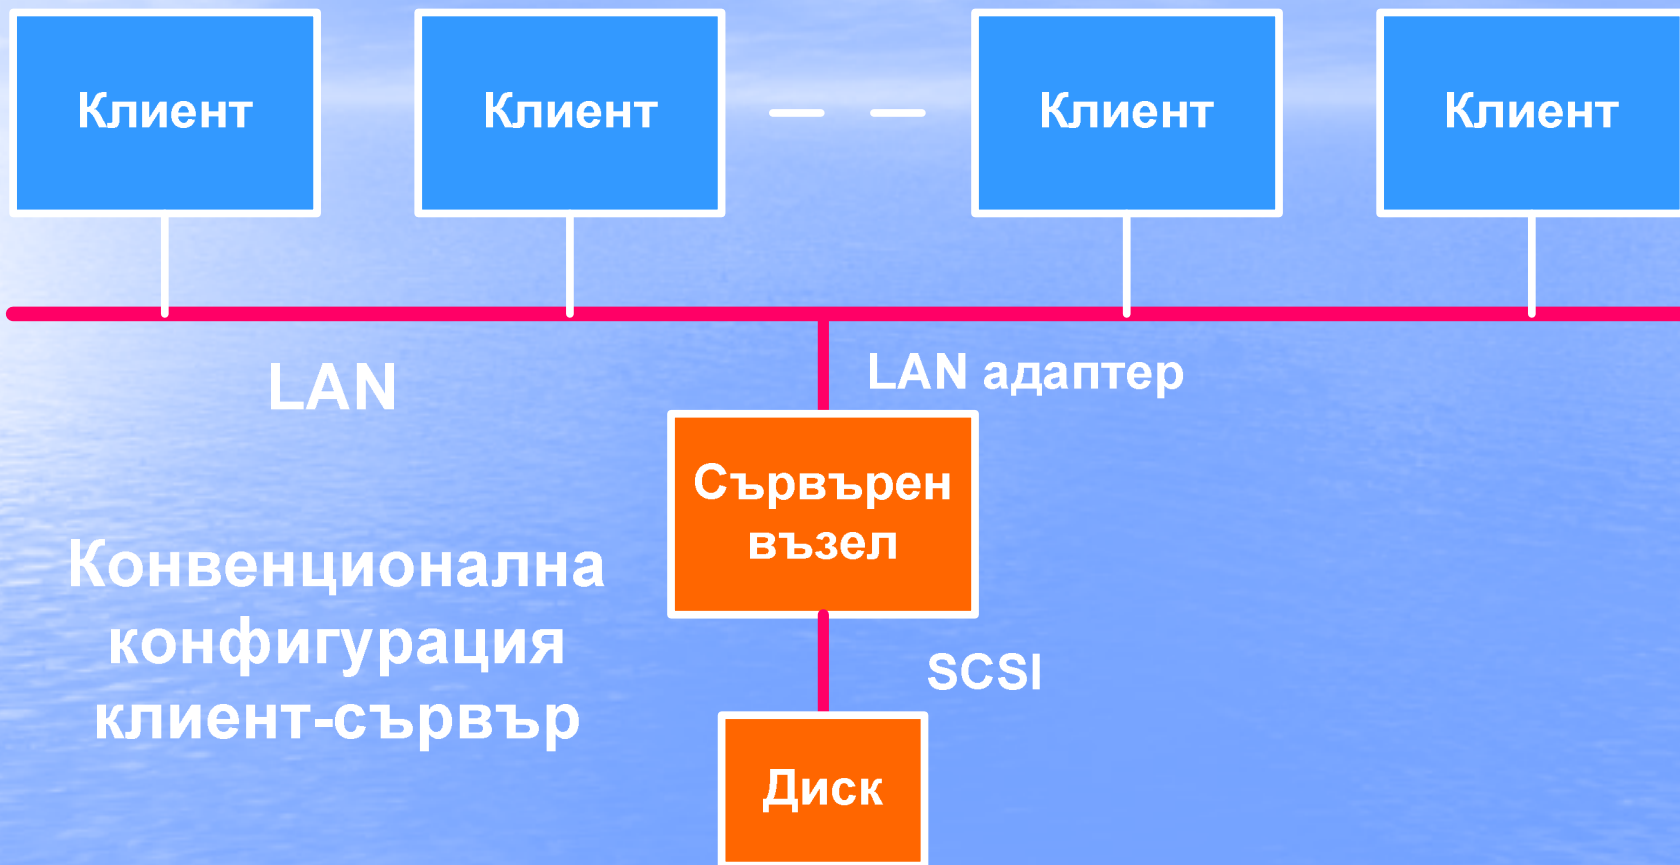 Клиент
Клиент
Клиент
Клиент
LAN
LAN адаптер
Сървърен
възел
Конвенционална
конфигурация
клиент-сървър
SCSI
Диск